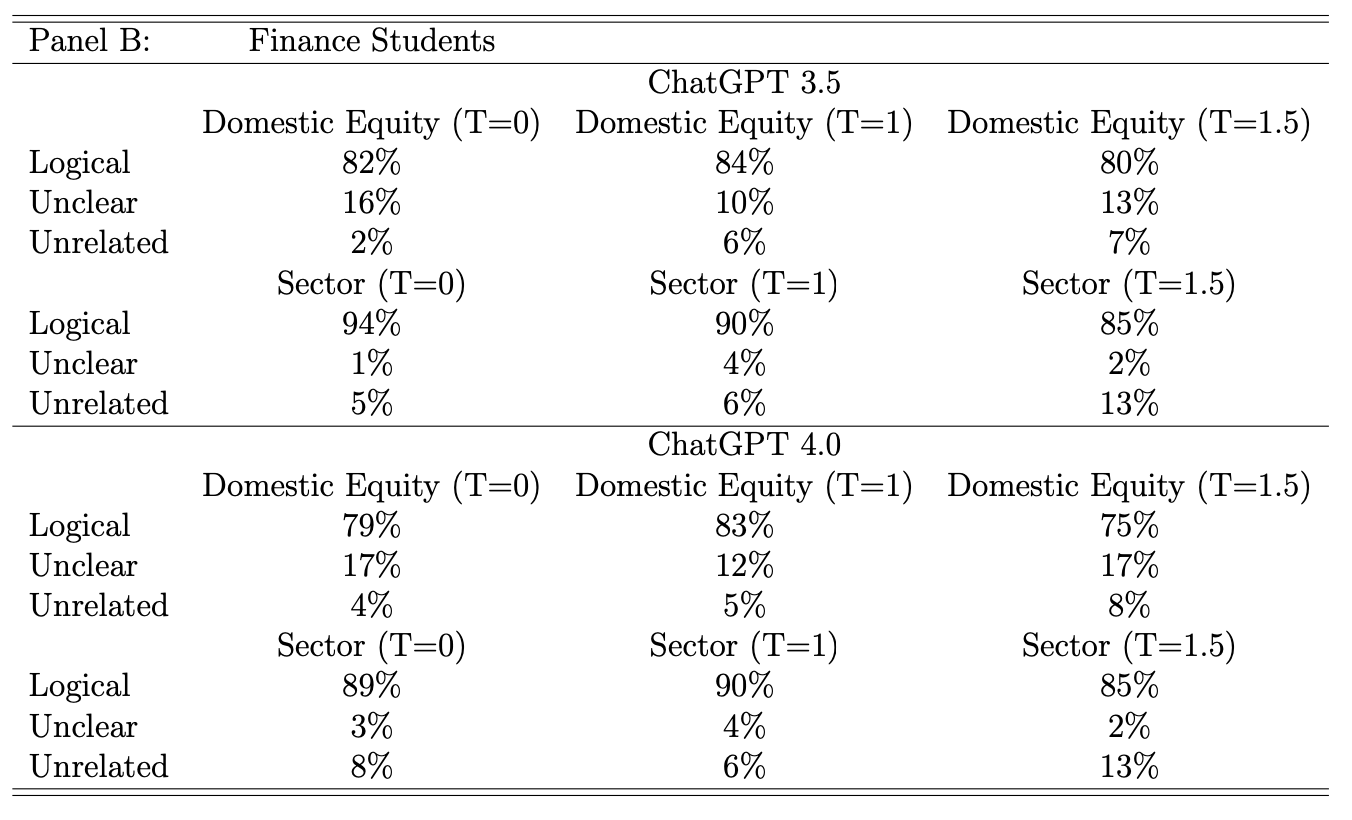 Panel B: Finance Students
ChatGPT 3.5
Domestic Equity (T=0) Domestic Equity (T=1) Domestic Equity (T=1.5)
Logical 82% 84% 80%
Unclear 16% 10% 13%
Unrelated 2% 6% 7%
Sector (T=0) Sector (T=1) Sector (T=1.5)
Logical 94% 90% 85%
Unclear 1% 4% 2%
Unrelated 5% 6% 13%
ChatGPT 4.0
Domestic Equity (T=0) Domestic Equity (T=1) Domestic Equity (T=1.5)
Logical 79% 83% 75%
Unclear 17% 12% 17%
Unrelated 4% 5% 8%
Sector (T=0) Sector (T=1) Sector (T=1.5)
Logical 89% 90% 85%
Unclear 3% 4% 2%
Unrelated 8% 6% 13%